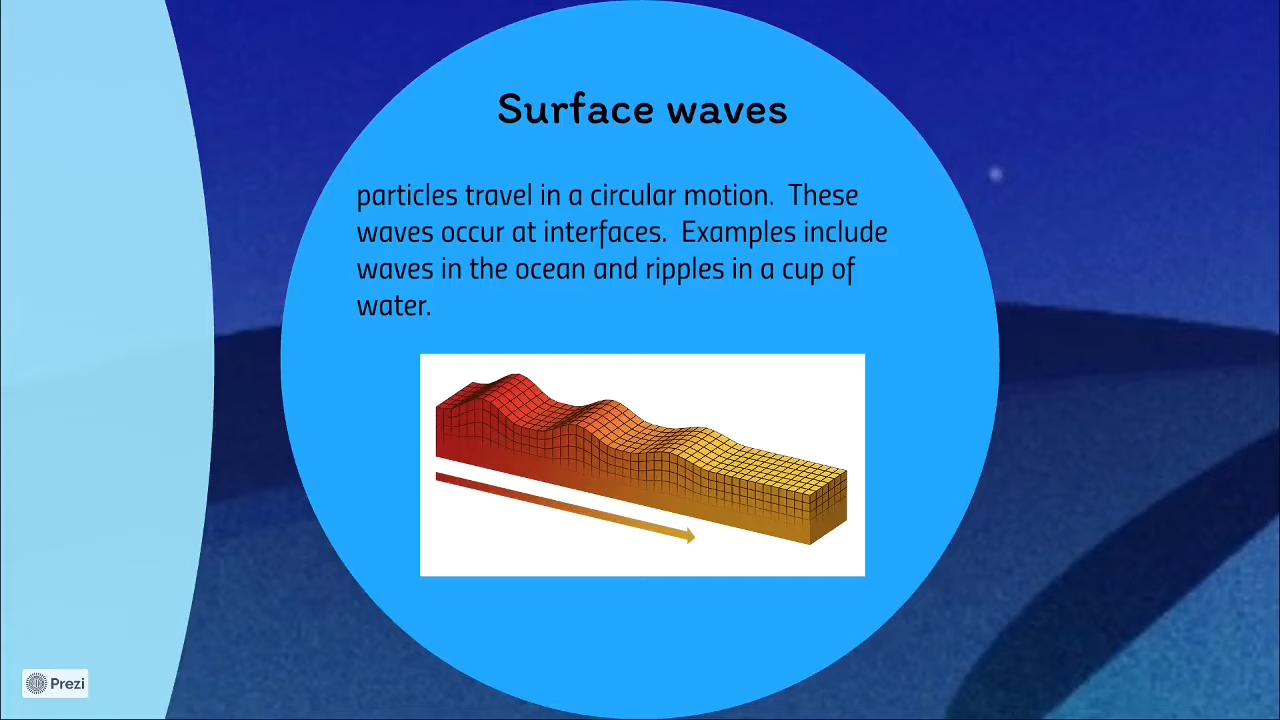 Surface waves
particles travel in a circular motion.  These
waves occur at interfaces.  Examples include
waves in the ocean and ripples in a cup of
water.
Prezi